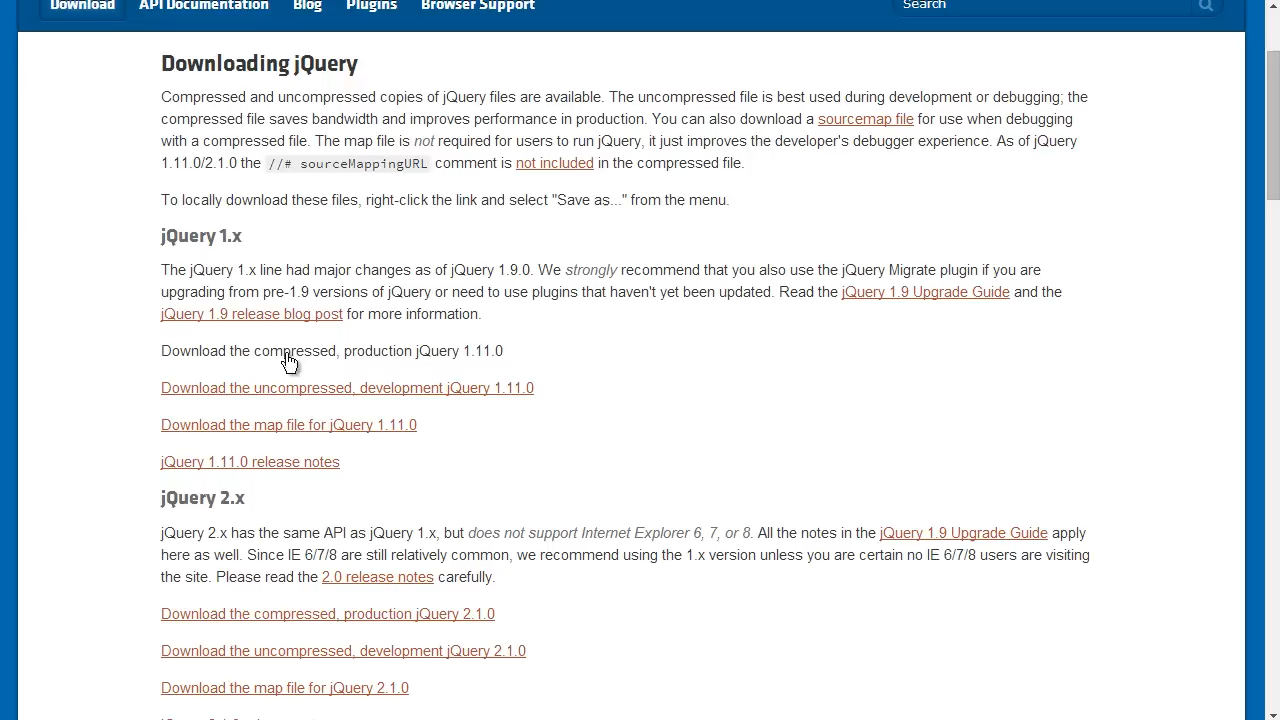 Download API Documentation Blog Plugins Browser Support Search
Downloading jQuery
Compressed and uncompressed copies of jQuery files are available. The uncompressed file is best used during development or debugging; the
compressed file saves bandwidth and improves performance in production. You can also download a sourcemap file for use when debugging
with a compressed file. The map file is not required for users to run jQuery, it just improves the developer's debugger experience. As of jQuery
1.11.0/2.1.0 the //# sourceMappingURL comment is not included in the compressed file.
To locally download these files, right-click the link and select "Save as..." from the menu.
jQuery 1.x
The jQuery 1.x line had major changes as of jQuery 1.9.0. We strongly recommend that you also use the jQuery Migrate plugin if you are
upgrading from pre-1.9 versions of jQuery or need to use plugins that haven't yet been updated. Read the jQuery 1.9 Upgrade Guide and the
jQuery 1.9 release blog post for more information.
Download the compressed, production jQuery 1.11.0
Download the uncompressed, development jQuery 1.11.0
Download the map file for jQuery 1.11.0
jQuery 1.11.0 release notes
jQuery 2.x
jQuery 2.x has the same API as jQuery 1.x, but does not support Internet Explorer 6, 7, or 8. All the notes in the jQuery 1.9 Upgrade Guide apply
here as well. Since IE 6/7/8 are still relatively common, we recommend using the 1.x version unless you are certain no IE 6/7/8 users are visiting
the site. Please read the 2.0 release notes carefully.
Download the compressed, production jQuery 2.1.0
Download the uncompressed, development jQuery 2.1.0
Download the map file for jQuery 2.1.0